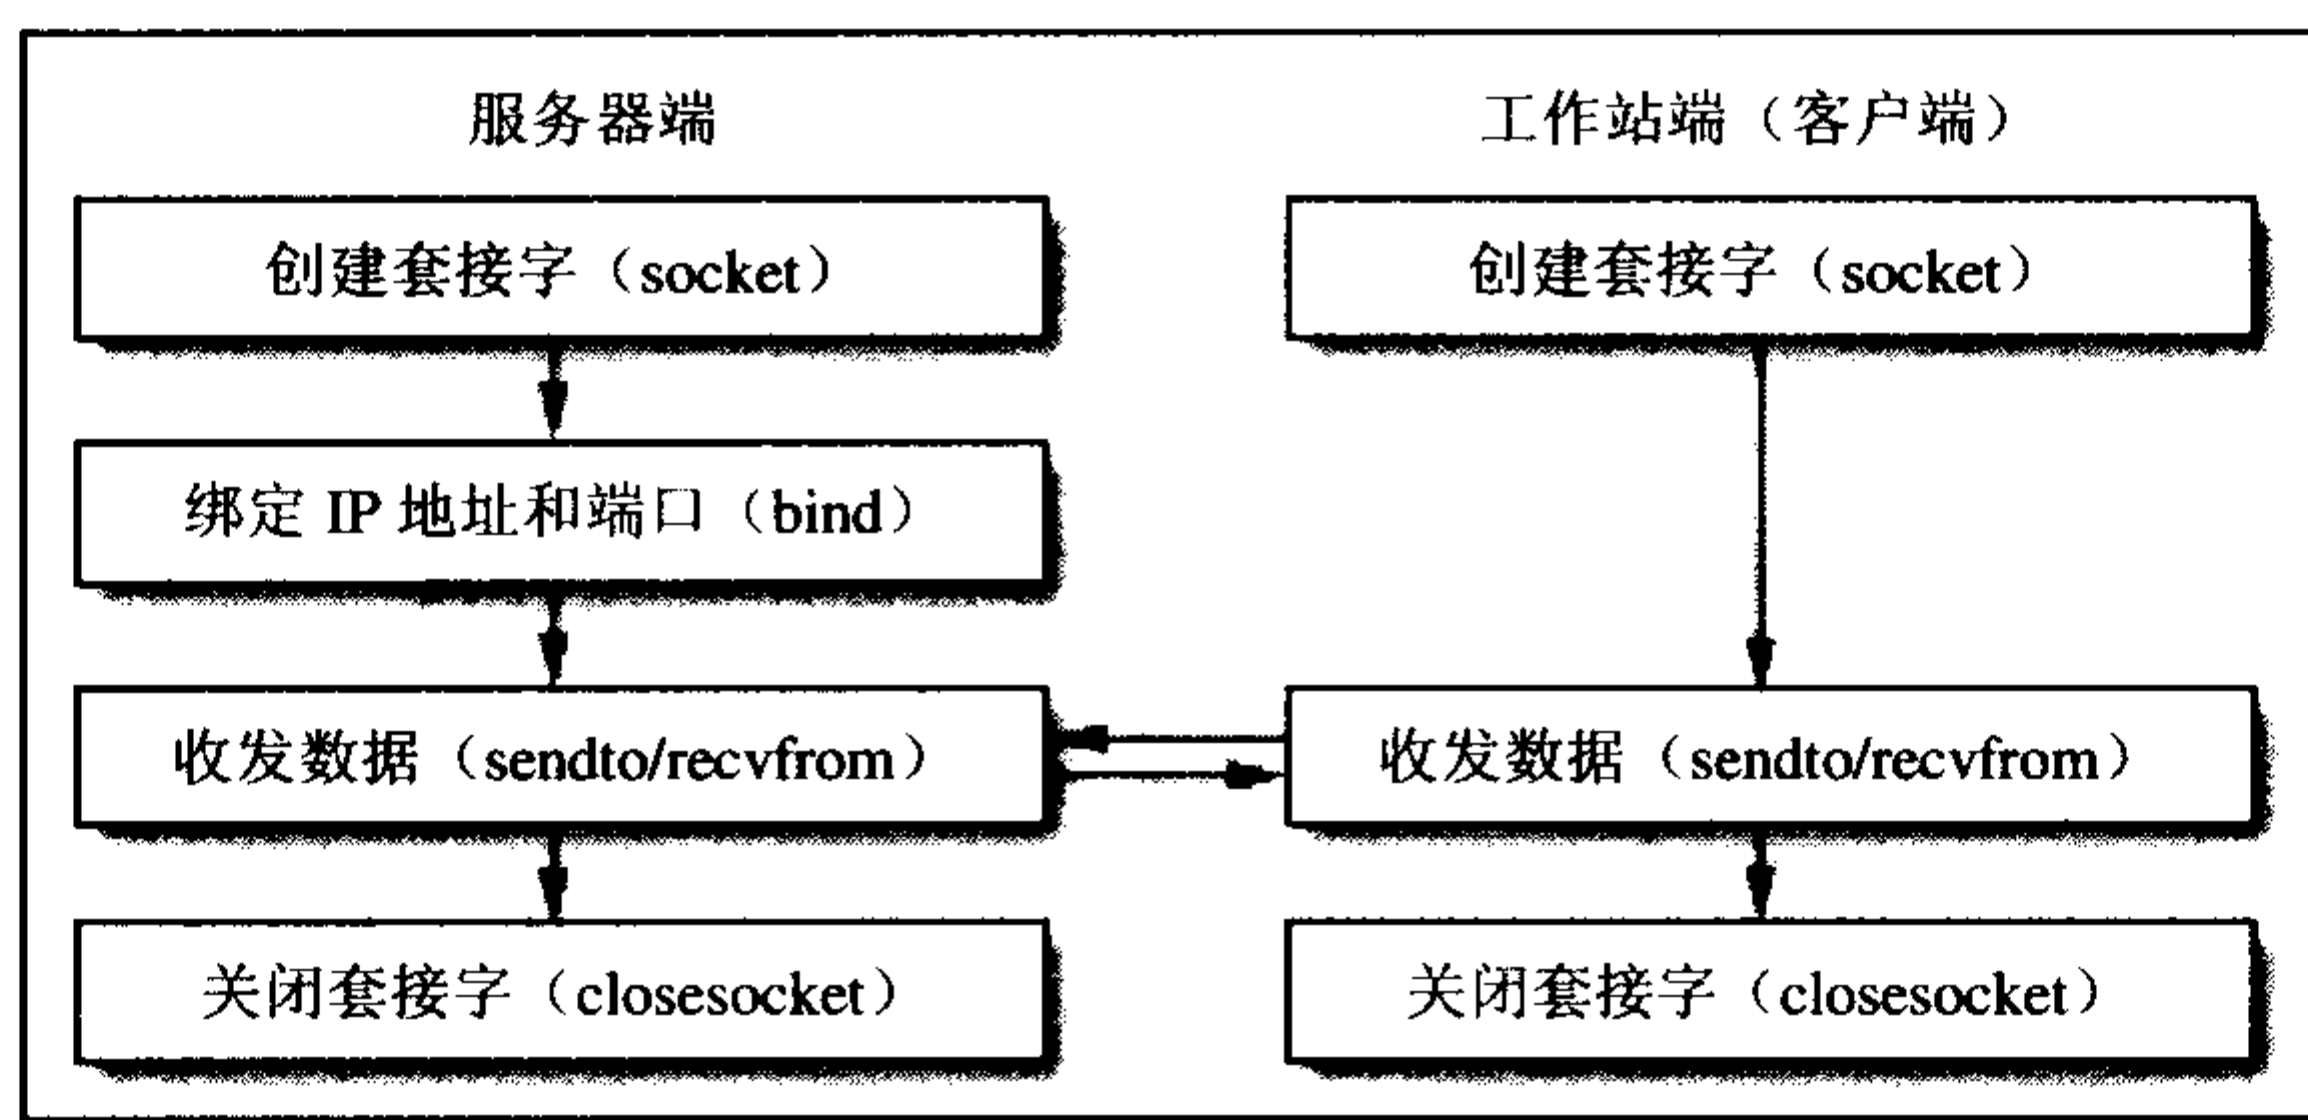 服务器端
工作站端（客户端）
创建套接字（socket）
创建套接字（socket）
绑定 IP 地址和端口（bind）
收发数据（sendto/recvfrom）
收发数据（sendto/recvfrom）
关闭套接字（closesocket）
关闭套接字（closesocket）